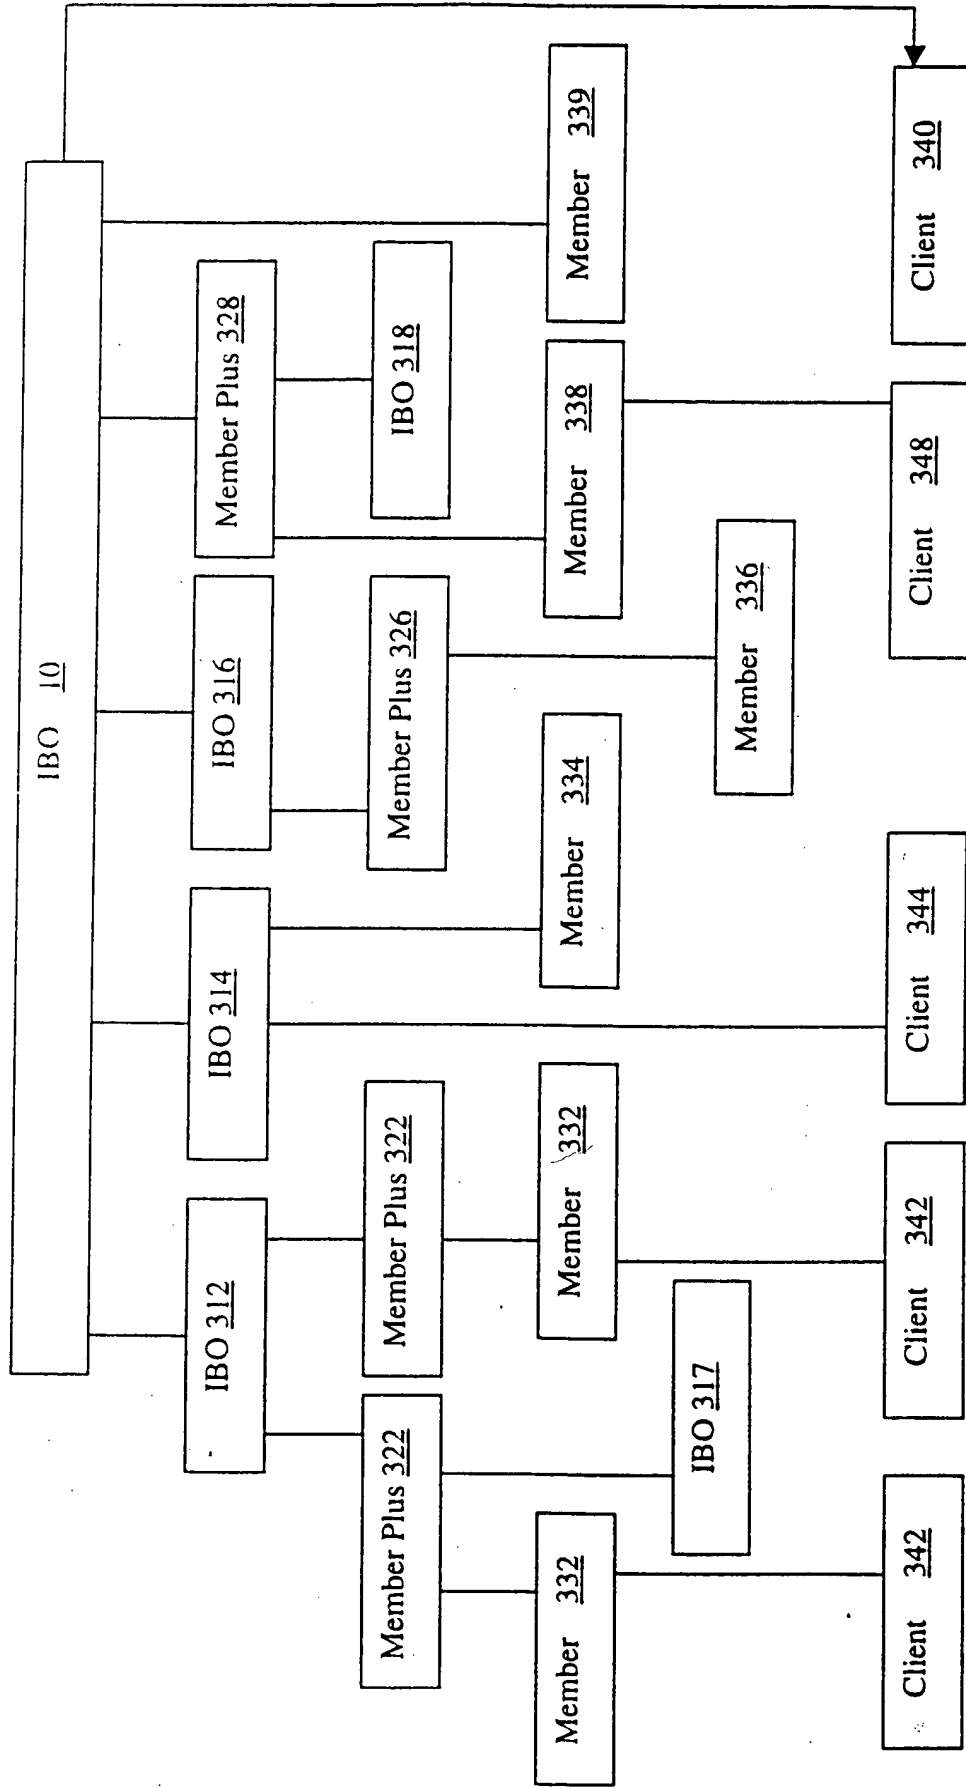 IBO 10
IBO 312
IBO 314
IBO 316
Member Plus 328
Member Plus 322
Member Plus 322
Member Plus 326
IBO 318
Member 332
Member 332
Member 334
Member 338
Member 339
IBO 317
Member 336
Client 342
Client 342
Client 344
Client 348
Client 340